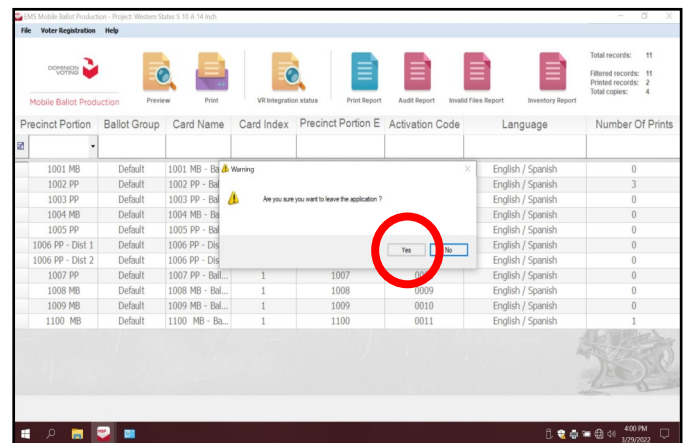 EMS Mobile Ballot Production - Project: Western States 5 10 A 14 Inch
File Voter Registration Help
DOMINION VOTING
Mobile Ballot Production
Preview
Print
VR Integration status
Print Report
Audit Report
Invalid Files Report
Inventory Report
Total records: 11
Filtered records: 11
Printed records: 2
Total copies: 4
Precinct Portion Ballot Group Card Name Card Index Precinct Portion E Activation Code Language Number Of Prints
Warning
Are you sure you want to leave the application ?
Yes No
1001 MB Default 1001 MB - Ba English / Spanish 0
1002 PP Default 1002 PP - Bal English / Spanish 3
1003 PP Default 1003 PP - Bal English / Spanish 0
1004 MB Default 1004 MB - Ba English / Spanish 0
1005 PP Default 1005 PP - Bal English / Spanish 0
1006 PP - Dist 1 Default 1006 PP - Dis English / Spanish 0
1006 PP - Dist 2 Default 1006 PP - Dis English / Spanish 0
1007 PP Default 1007 PP - Ball... 1 1007 English / Spanish 0
1008 MB Default 1008 MB - Bal... 1 1008 0009 English / Spanish 0
1009 MB Default 1009 MB - Bal... 1 1009 0010 English / Spanish 0
1100 MB Default 1100 MB - Ba... 1 1100 0011 English / Spanish 1
MBP
4:00 PM
3/29/2022